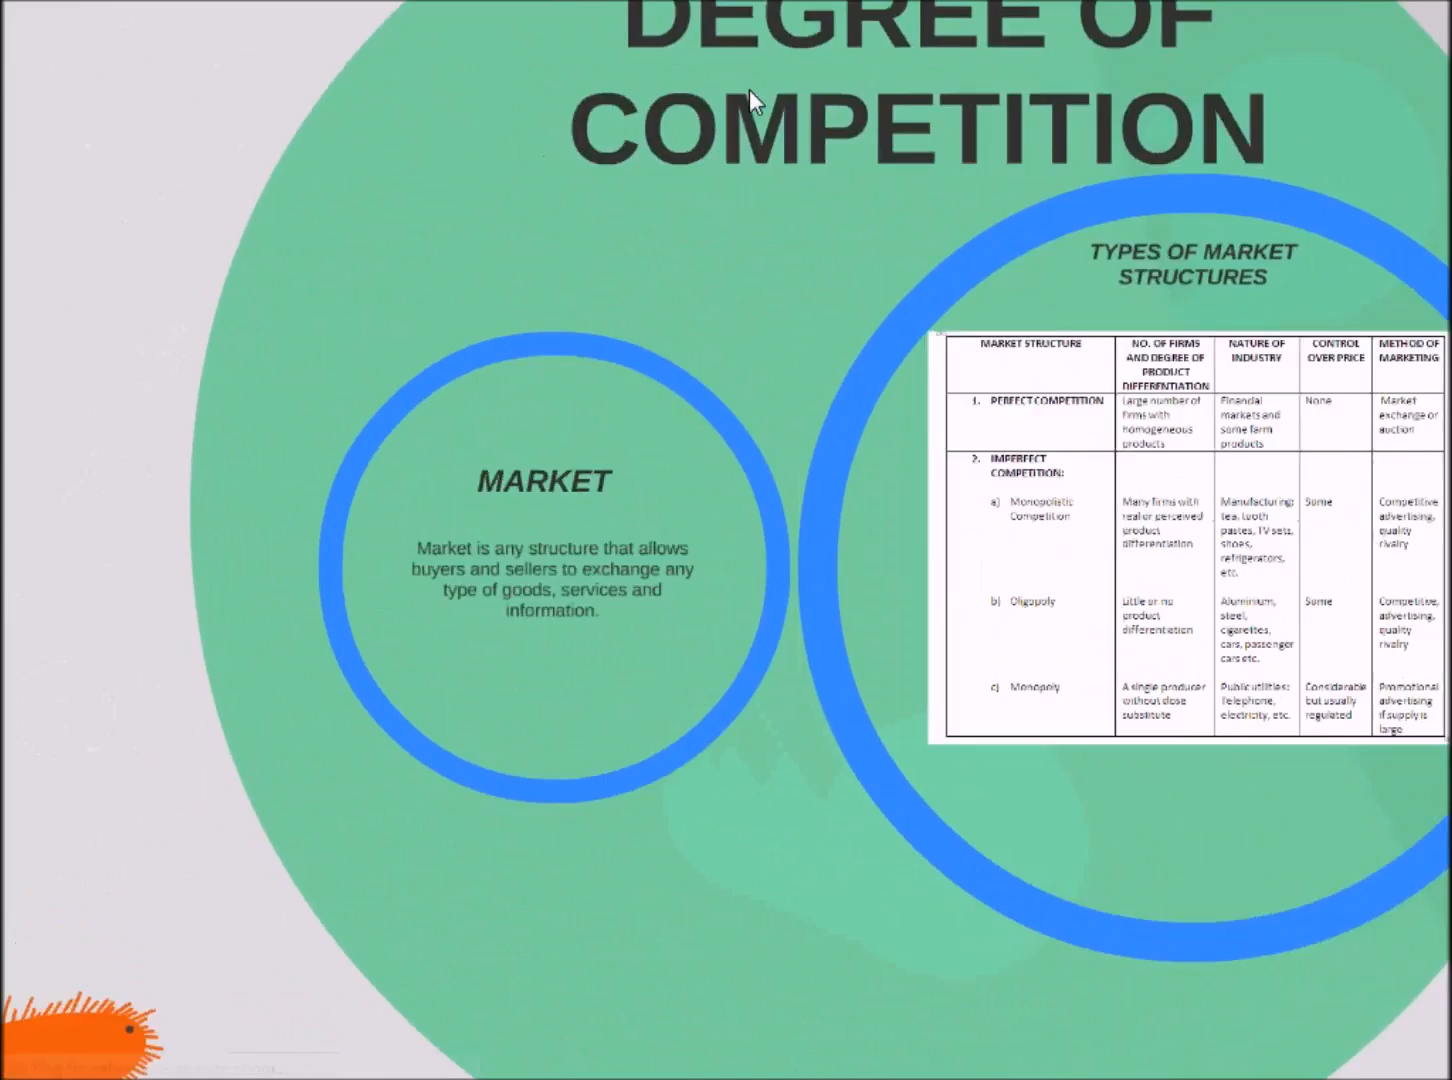 DEGREE OF
COMPETITION
TYPES OF MARKET
STRUCTURES
MARKET
Market is any structure that allows
buyers and sellers to exchange any
type of goods, services and
information.
MARKET STRUCTURE
NO. OF FIRMS
AND DEGREE OF
PRODUCT
DIFFERENTIATION
NATURE OF
INDUSTRY
CONTROL
OVER PRICE
METHOD OF
MARKETING
1. PERFECT COMPETITION
Large number of
firms with
homogeneous
products
Financial
markets and
some farm
products
None
Market
exchange or
auction
2. IMPERFECT
COMPETITION:
a) Monopolistic
Competition
Many firms with
real or perceived
product
differentiation
Manufacturing:
tea, tooth
pastes, TV sets,
shoes,
refrigerators,
etc.
Some
Competitive
advertising,
quality
rivalry
b) Oligopoly
Little or no
product
differentiation
Aluminium,
steel,
cigarettes,
cars, passenger
cars etc.
Some
Competitive,
advertising,
quality
rivalry
c) Monopoly
A single producer
without close
substitute
Public utilities:
Telephone,
electricity, etc.
Considerable
but usually
regulated
Promotional
advertising
if supply is
large